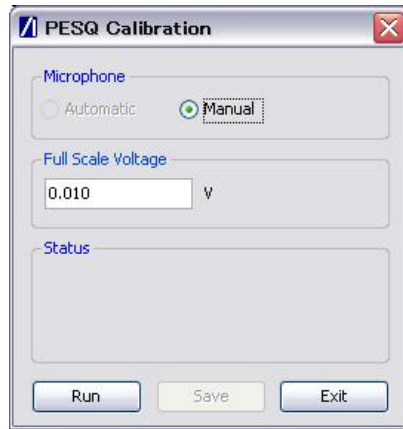 PESQ Calibration
Microphone
Automatic Manual
Full Scale Voltage
0.010 V
Status
Run Save Exit